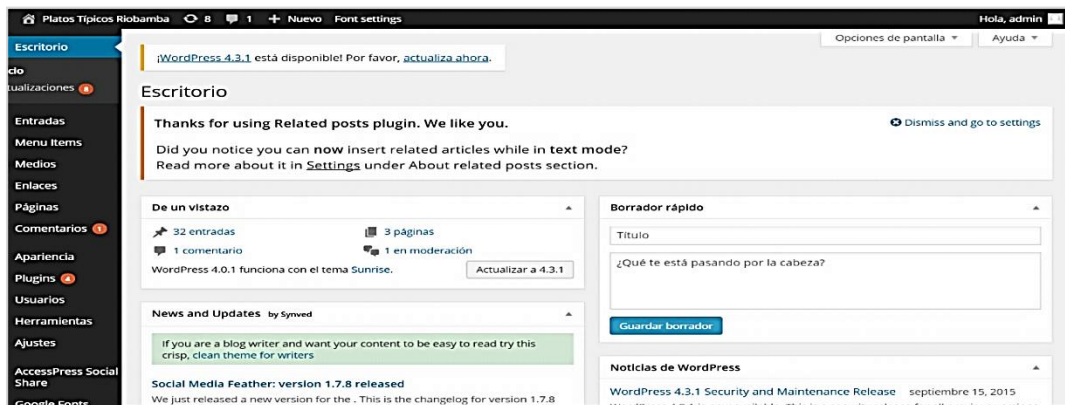 Platos Típicos Riobamba 8 1 + Nuevo Font settings Hola, admin
Opciones de pantalla Ayuda
Escritorio
cio
tualizaciones 8
Entradas
Menu Items
Medios
Enlaces
Páginas
Comentarios 1
Apariencia
Plugins 4
Usuarios
Herramientas
Ajustes
AccessPress Social
Share
Google Fonts
¡WordPress 4.3.1 está disponible! Por favor, actualiza ahora.
Escritorio
Thanks for using Related posts plugin. We like you.
Dismiss and go to settings
Did you notice you can now insert related articles while in text mode?
Read more about it in Settings under About related posts section.
De un vistazo
32 entradas 3 páginas
1 comentario 1 en moderación
WordPress 4.0.1 funciona con el tema Sunrise. Actualizar a 4.3.1
News and Updates by Synved
If you are a blog writer and want your content to be easy to read try this
crisp, clean theme for writers
Social Media Feather: version 1.7.8 released
We just released a new version for the . This is the changelog for version 1.7.8
Borrador rápido
Título
¿Qué te está pasando por la cabeza?
Guardar borrador
Noticias de WordPress
WordPress 4.3.1 Security and Maintenance Release septiembre 15, 2015